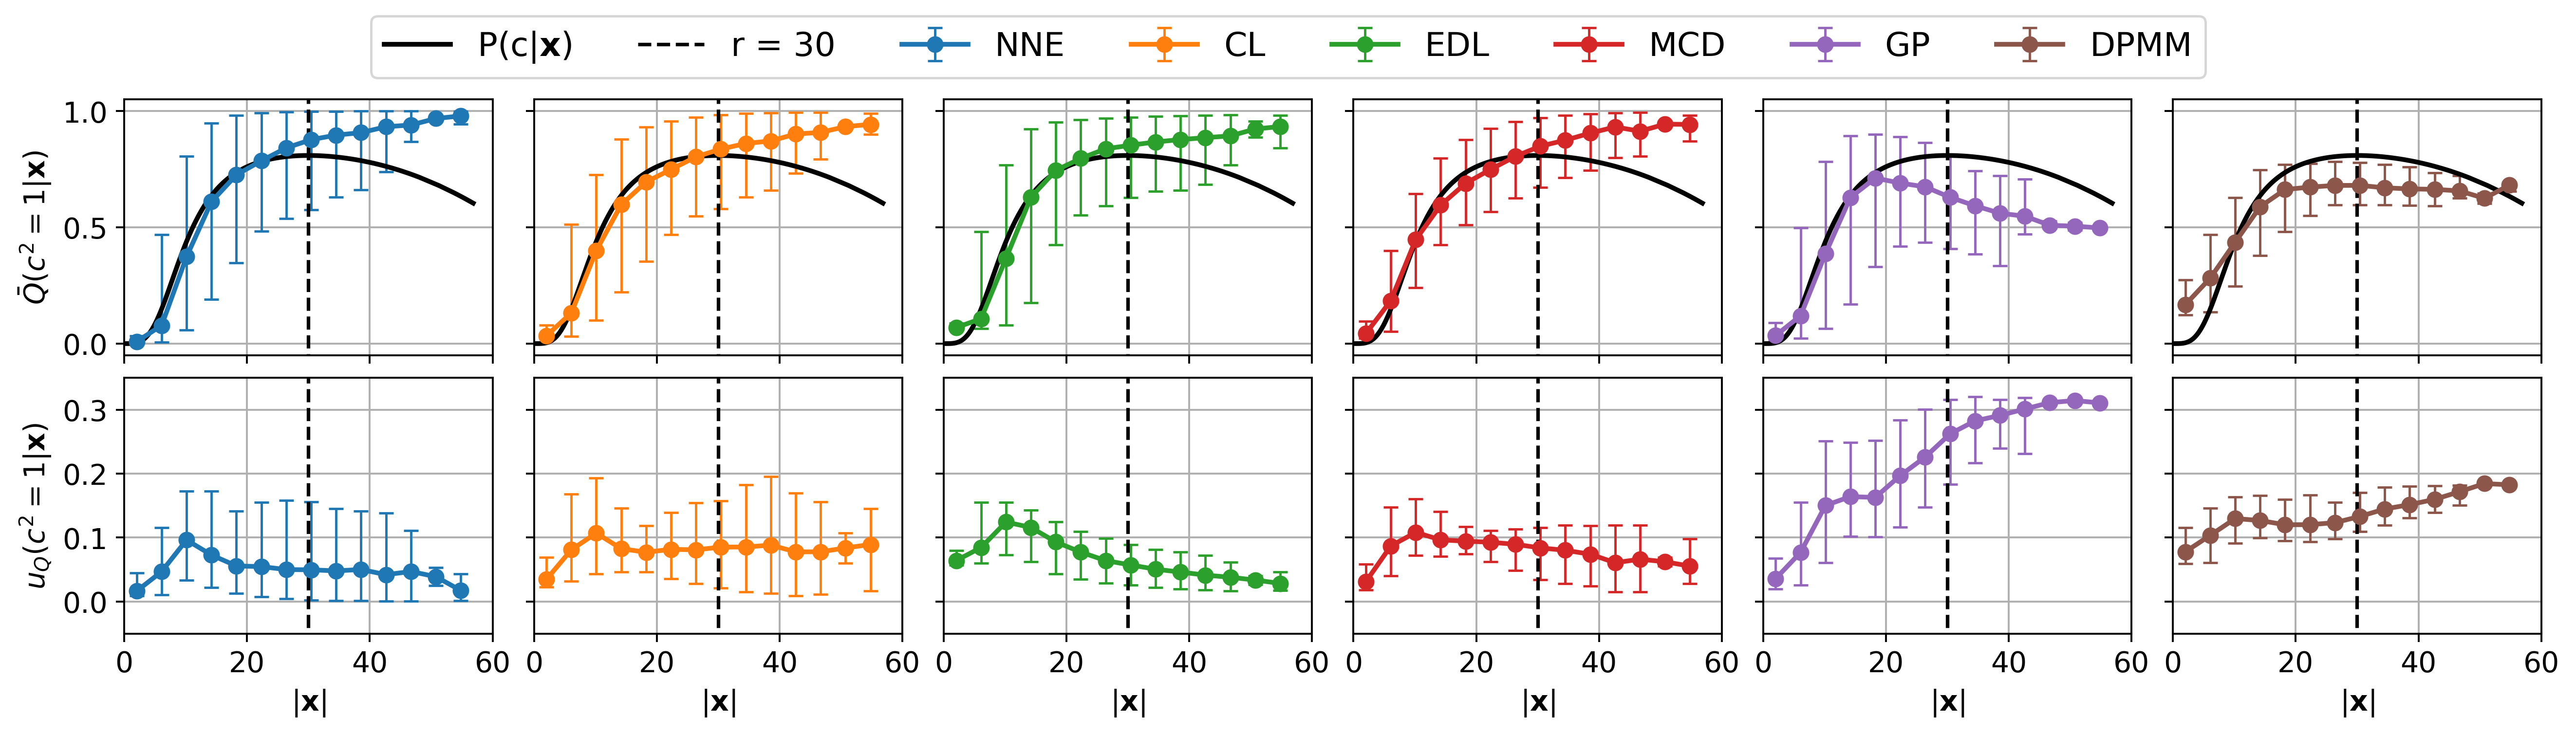 P(c|x) r = 30 NNE CL EDL MCD GP DPMM
1.0
0.5
0.0
Q̄(c² = 1|x)
0.3
0.2
0.1
0.0
u_Q(c² = 1|x)
0 20 40 60 0 20 40 60 0 20 40 60 0 20 40 60 0 20 40 60 0 20 40 60
|x| |x| |x| |x| |x| |x|